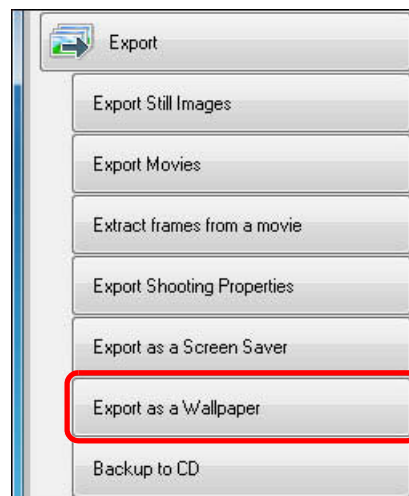 Export
Export Still Images
Export Movies
Extract frames from a movie
Export Shooting Properties
Export as a Screen Saver
Export as a Wallpaper
Backup to CD